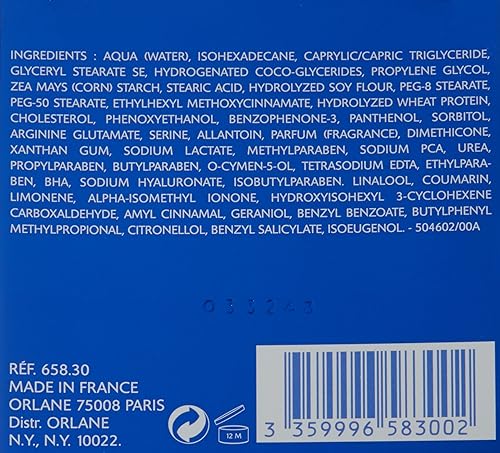 INGREDIENTS : AQUA (WATER), ISOHEXADECANE, CAPRYLIC/CAPRIC TRIGLYCERIDE,
GLYCERYL STEARATE SE, HYDROGENATED COCO-GLYCERIDES, PROPYLENE GLYCOL,
ZEA MAYS (CORN) STARCH, STEARIC ACID, HYDROLYZED SOY FLOUR, PEG-8 STEARATE,
PEG-50 STEARATE, ETHYLHEXYL METHOXYCINNAMATE, HYDROLYZED WHEAT PROTEIN,
CHOLESTEROL, PHENOXYETHANOL, BENZOPHENONE-3, PANTHENOL, SORBITOL,
ARGININE GLUTAMATE, SERINE, ALLANTOIN, PARFUM (FRAGRANCE), DIMETHICONE,
XANTHAN GUM, SODIUM LACTATE, METHYLPARABEN, SODIUM PCA, UREA,
PROPYLPARABEN, BUTYLPARABEN, O-CYMEN-5-OL, TETRASODIUM EDTA, ETHYLPARA-
BEN, BHA, SODIUM HYALURONATE, ISOBUTYLPARABEN. LINALOOL, COUMARIN,
LIMONENE, ALPHA-ISOMETHYL IONONE, HYDROXYISOHEXYL 3-CYCLOHEXENE
CARBOXALDEHYDE, AMYL CINNAMAL, GERANIOL, BENZYL BENZOATE, BUTYLPHENYL
METHYLPROPIONAL, CITRONELLOL, BENZYL SALICYLATE, ISOEUGENOL. - 504602/00A
RÉF. 658.30
MADE IN FRANCE
ORLANE 75008 PARIS
Distr. ORLANE
N.Y., N.Y. 10022.
12 M
3 359996 583002